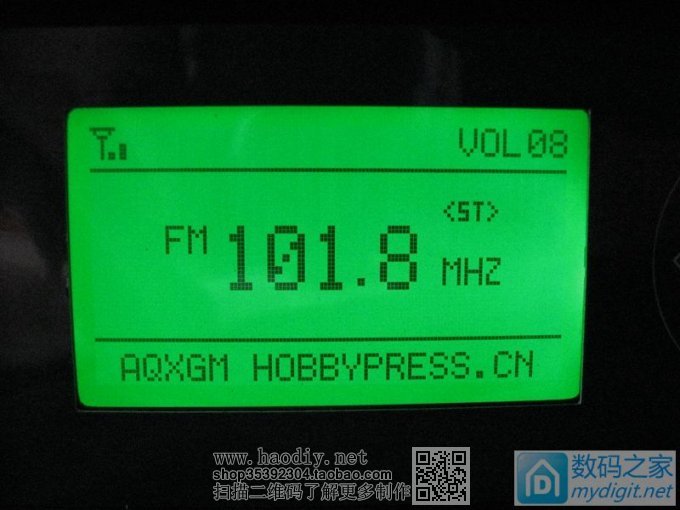 VOL08
<ST>
FM 101.8 MHZ
AQXGM HOBBYPRESS.CN
www.haodiy.net
shop35392304.taobao.com
扫描二维码了解更多制作
数码之家
mydigit.net